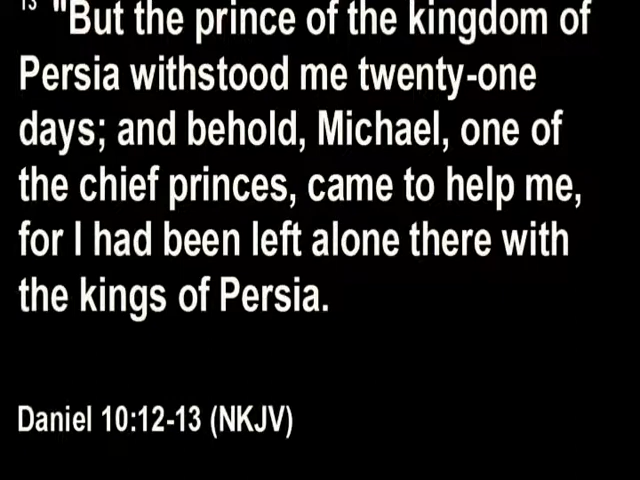 13 "But the prince of the kingdom of
Persia withstood me twenty-one
days; and behold, Michael, one of
the chief princes, came to help me,
for I had been left alone there with
the kings of Persia.
Daniel 10:12-13 (NKJV)